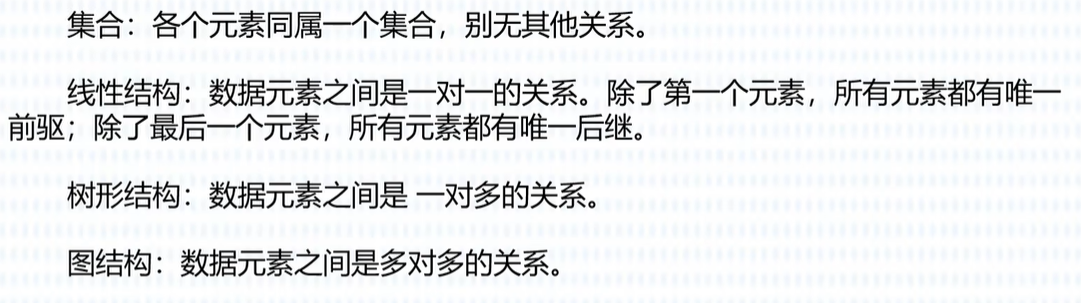 集合：各个元素同属一个集合，别无其他关系。
线性结构：数据元素之间是一对一的关系。除了第一个元素，所有元素都有唯一
前驱；除了最后一个元素，所有元素都有唯一后继。
树形结构：数据元素之间是一对多的关系。
图结构：数据元素之间是多对多的关系。